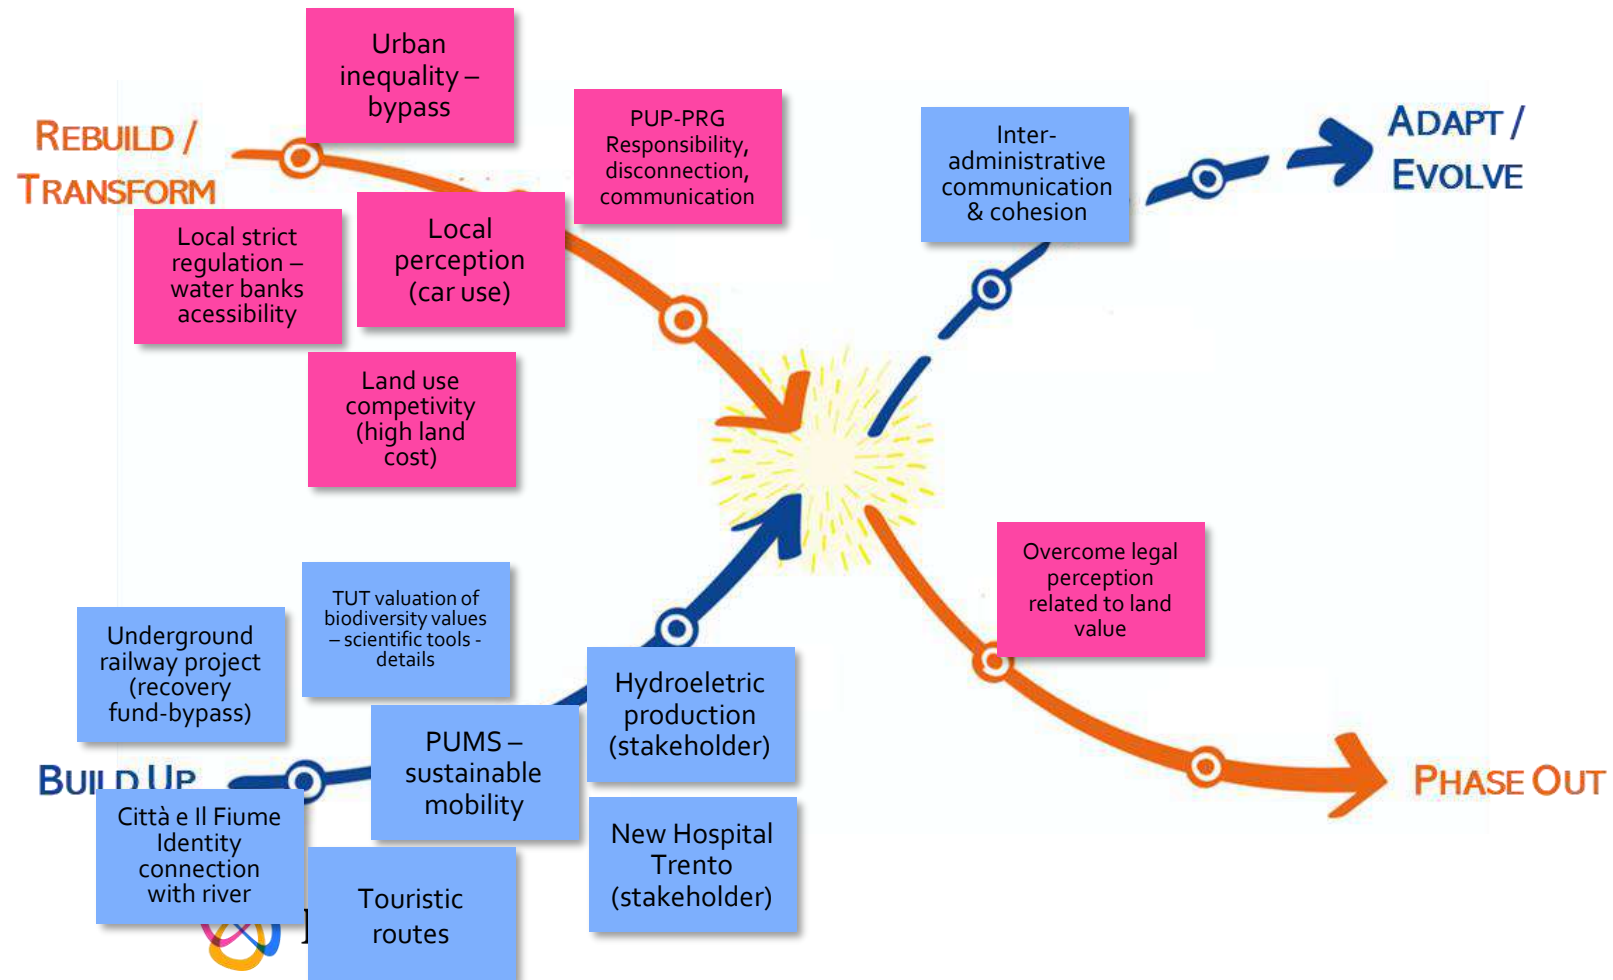 Urban
inequality –
bypass
PUP-PRG
Responsibility,
disconnection,
communication
Inter-
administrative
communication
& cohesion
REBUILD /
TRANSFORM
ADAPT /
EVOLVE
Local strict
regulation –
water banks
acessibility
Local
perception
(car use)
Land use
competivity
(high land
cost)
Overcome legal
perception
related to land
value
TUT valuation of
biodiversity values
– scientific tools -
details
Underground
railway project
(recovery
fund-bypass)
Hydroeletric
production
(stakeholder)
PUMS –
sustainable
mobility
BUILD UP
PHASE OUT
Città e Il Fiume
Identity
connection
with river
New Hospital
Trento
(stakeholder)
Touristic
routes